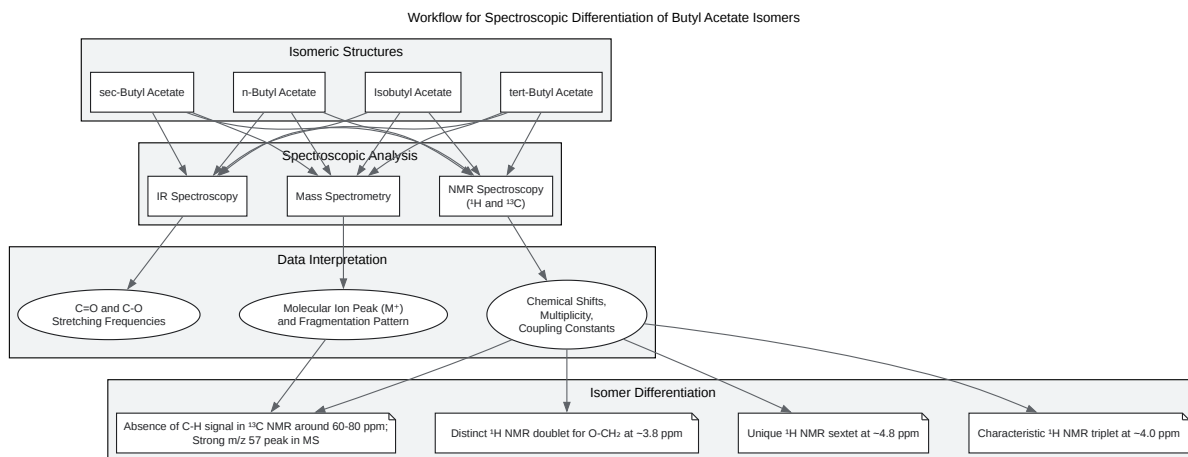 Workflow for Spectroscopic Differentiation of Butyl Acetate Isomers
Isomeric Structures
sec-Butyl Acetate
n-Butyl Acetate
Isobutyl Acetate
tert-Butyl Acetate
Spectroscopic Analysis
IR Spectroscopy
Mass Spectrometry
NMR Spectroscopy
(¹H and ¹³C)
Data Interpretation
C=O and C-O
Stretching Frequencies
Molecular Ion Peak (M⁺)
and Fragmentation Pattern
Chemical Shifts,
Multiplicity,
Coupling Constants
Isomer Differentiation
Absence of C-H signal in ¹³C NMR around 60-80 ppm;
Strong m/z 57 peak in MS
Distinct ¹H NMR doublet for O-CH₂ at ~3.8 ppm
Unique ¹H NMR sextet at ~4.8 ppm
Characteristic ¹H NMR triplet at ~4.0 ppm